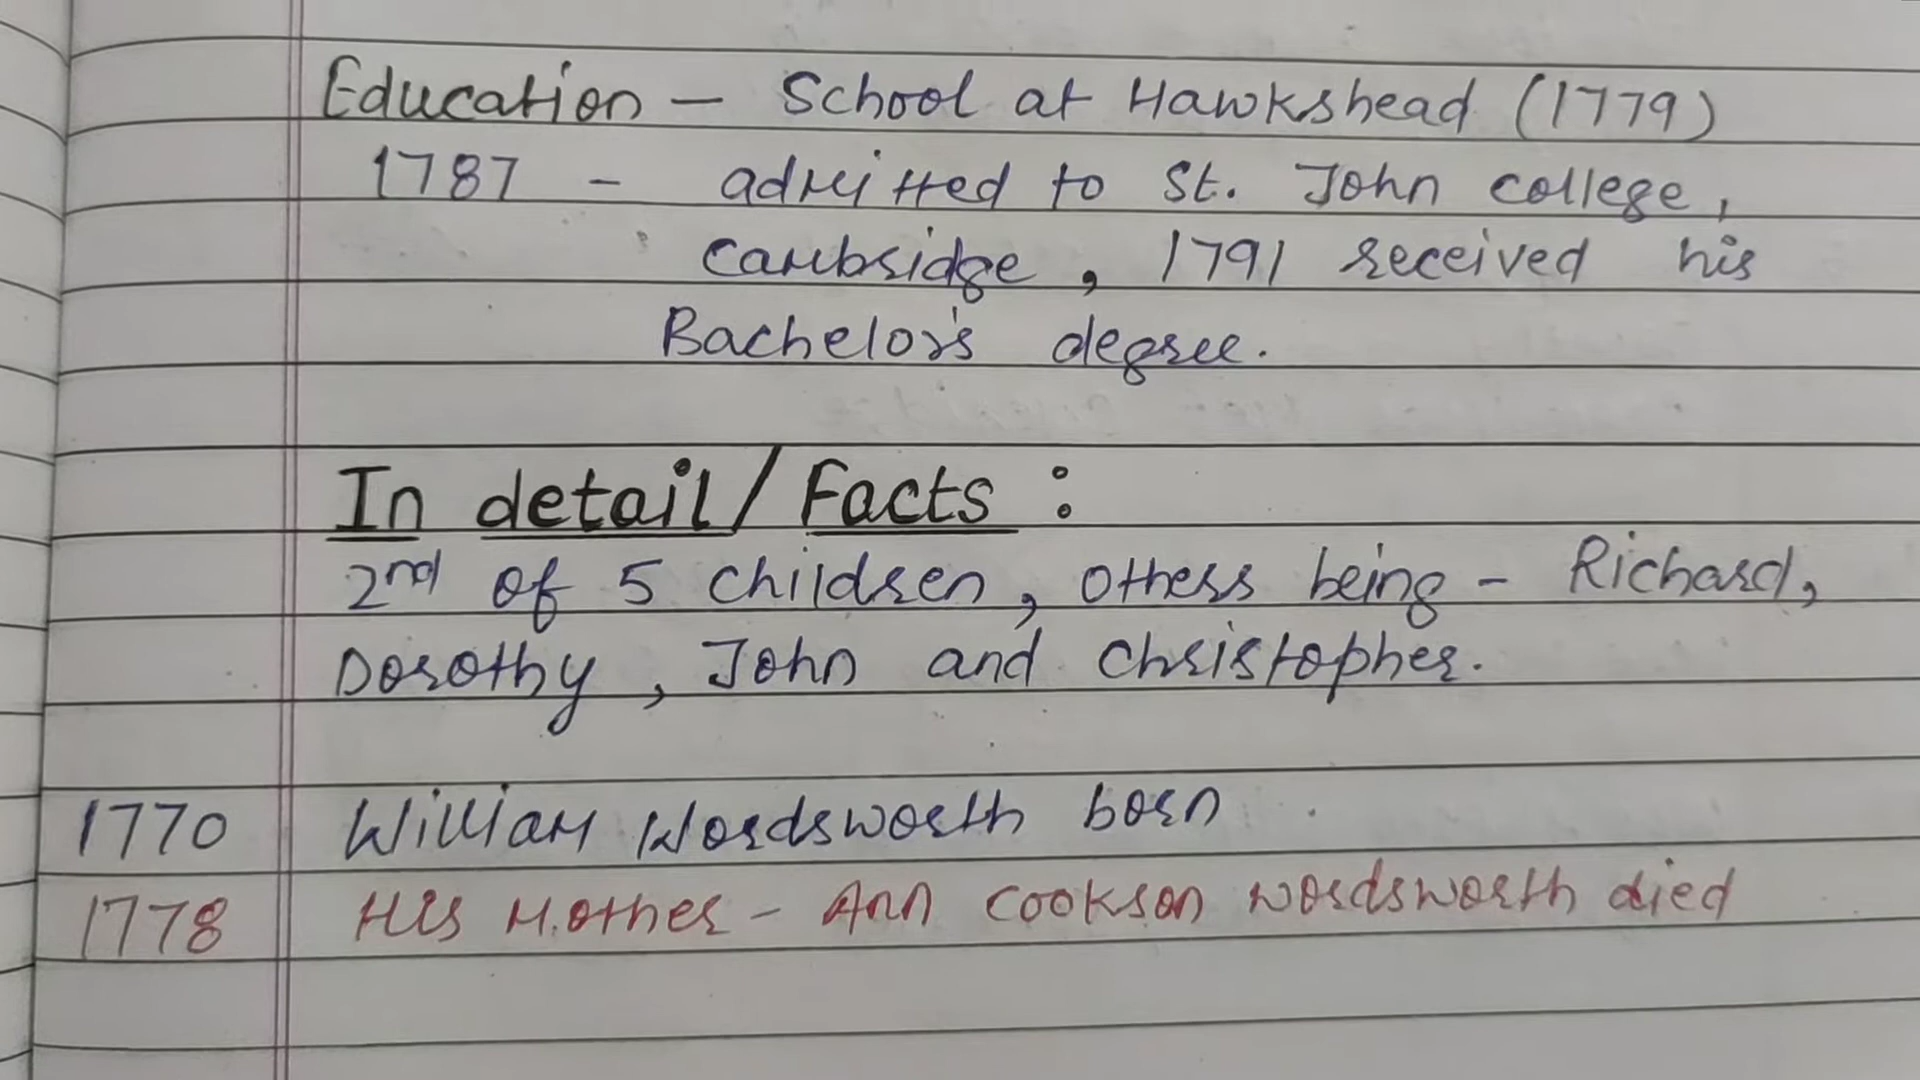 Education - School at Hawkshead (1779)
1787 - admitted to St. John college,
Cambridge, 1791 received his
Bachelor's degree.
In detail/Facts :
2nd of 5 children, others being - Richard,
Dorothy, John and Christopher.
1770 William Wordsworth born
1778 His Mother - Ann Cookson Wordsworth died